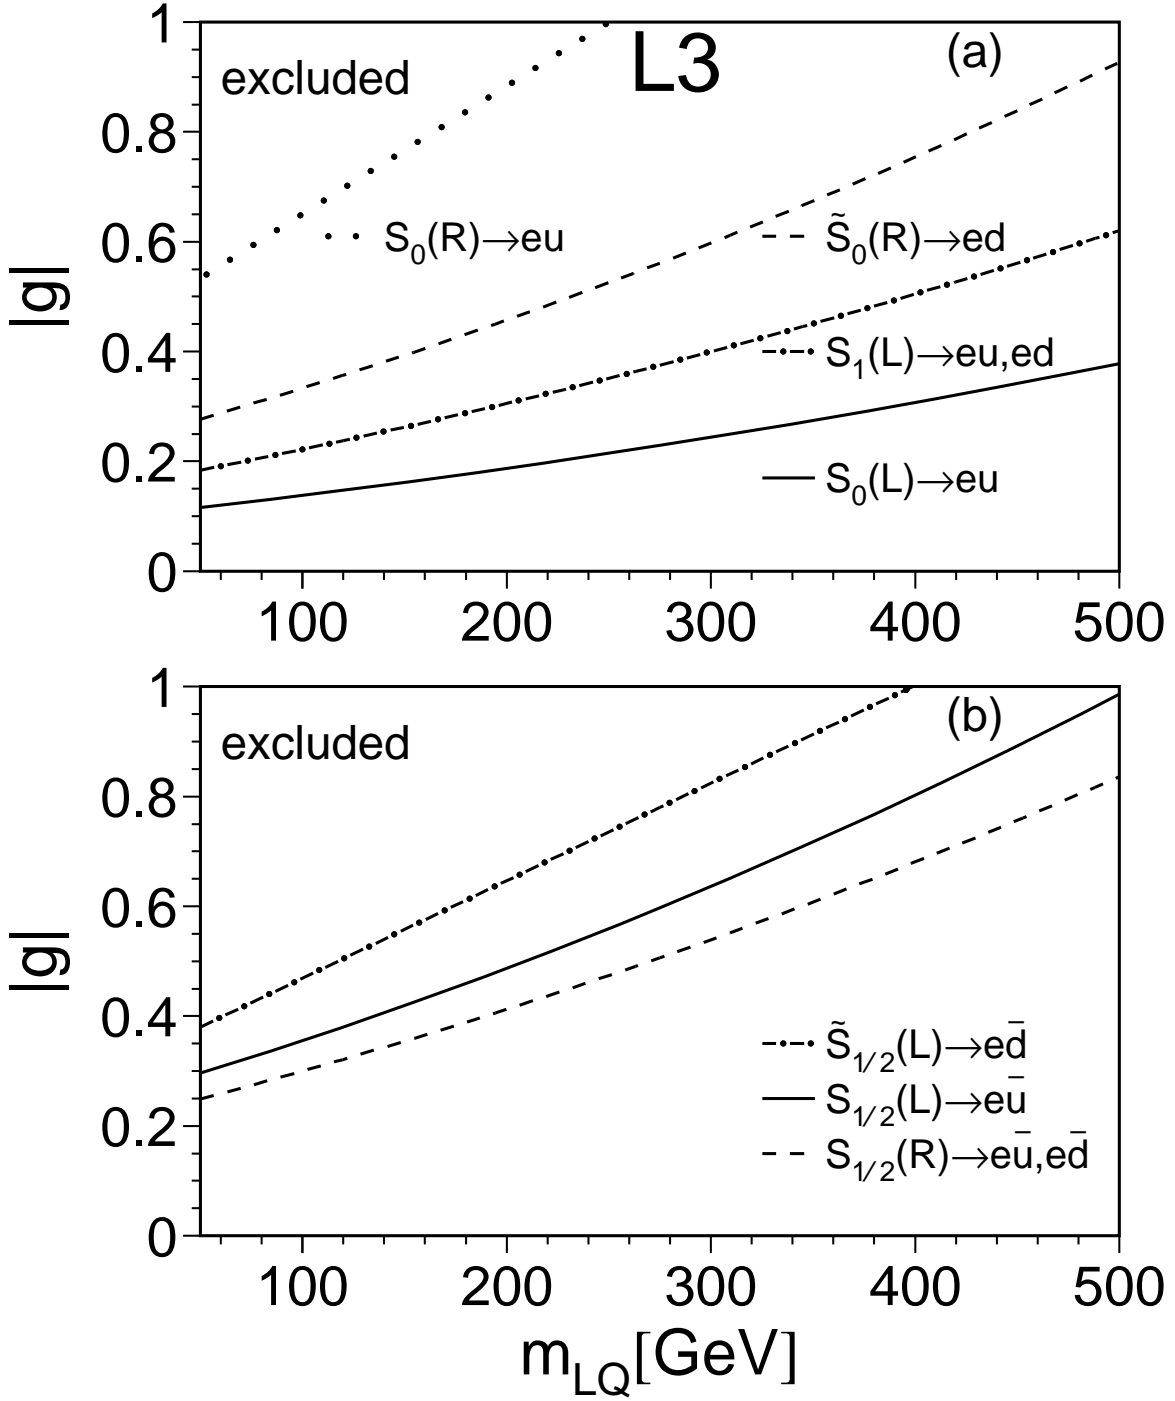 L3
(a)
excluded
|g|
1
0.8
0.6
0.4
0.2
0
S₀(R)→eu
S̃₀(R)→ed
S₁(L)→eu,ed
S₀(L)→eu
100 200 300 400 500
(b)
excluded
|g|
1
0.8
0.6
0.4
0.2
0
S̃1/2(L)→ed̄
S1/2(L)→eū
S1/2(R)→eū,ed̄
100 200 300 400 500
mLQ[GeV]